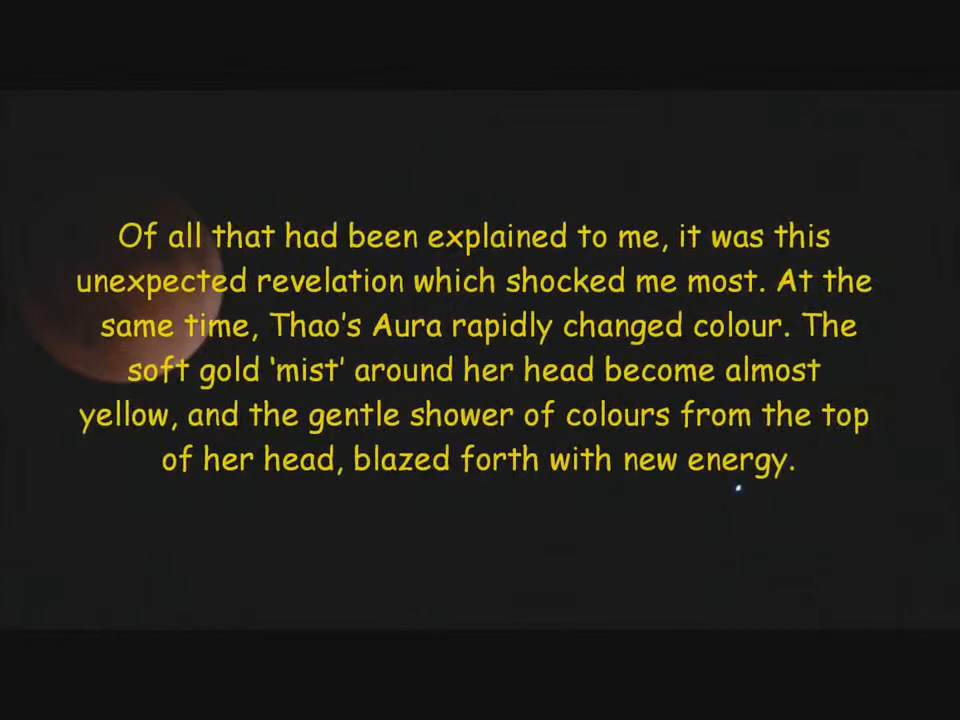 Of all that had been explained to me, it was this
unexpected revelation which shocked me most. At the
same time, Thao's Aura rapidly changed colour. The
soft gold ‘mist’ around her head become almost
yellow, and the gentle shower of colours from the top
of her head, blazed forth with new energy.